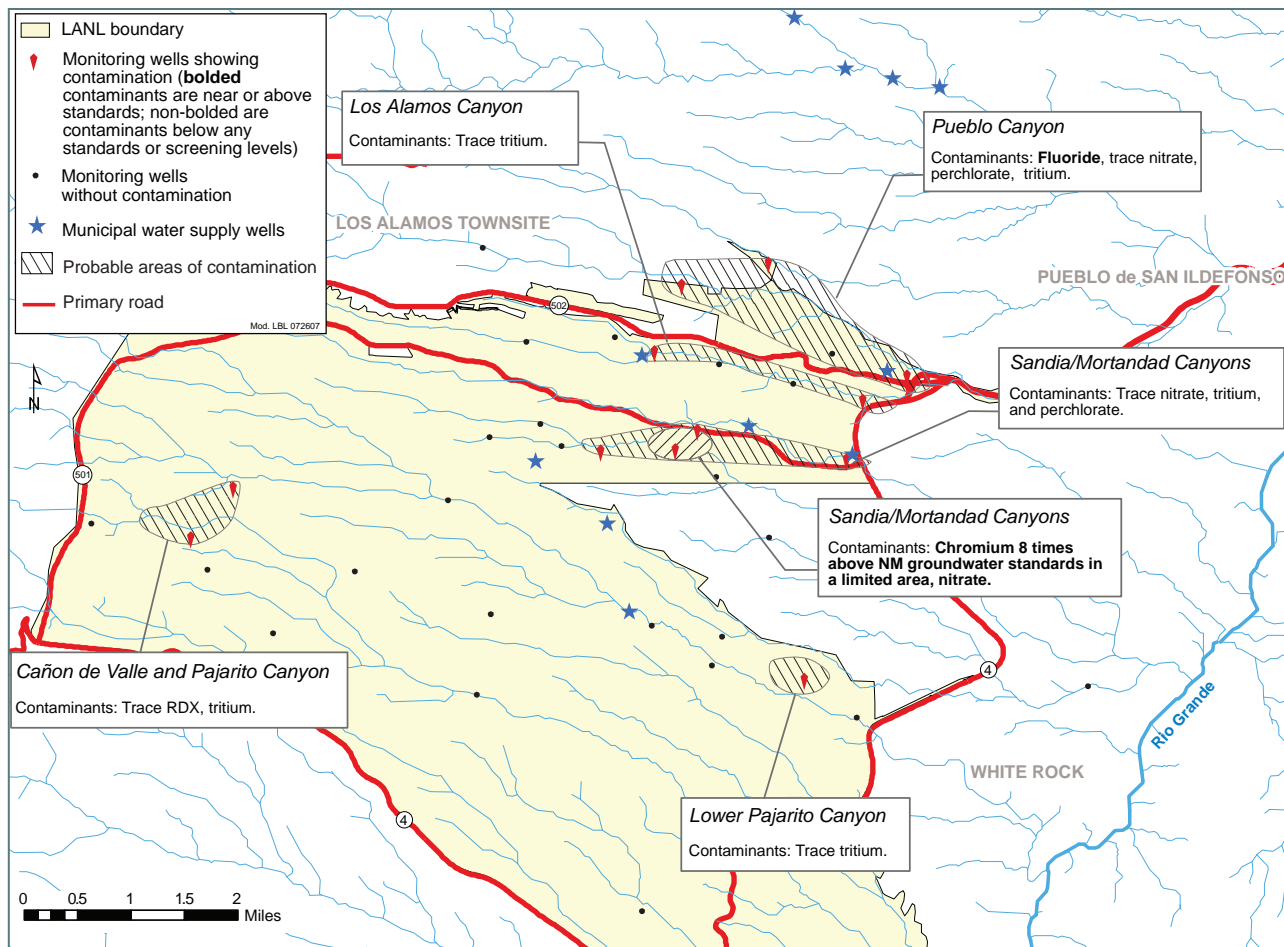 LANL boundary
Monitoring wells showing
contamination (bolded
contaminants are near or above
standards; non-bolded are
contaminants below any
standards or screening levels)
Monitoring wells
without contamination
Municipal water supply wells
Probable areas of contamination
Primary road
Mod. LBL 072607
Los Alamos Canyon
Contaminants: Trace tritium.
Pueblo Canyon
Contaminants: Fluoride, trace nitrate,
perchlorate, tritium.
LOS ALAMOS TOWNSITE
PUEBLO de SAN ILDEFONSO
502
Sandia/Mortandad Canyons
Contaminants: Trace nitrate, tritium,
and perchlorate.
N
501
Sandia/Mortandad Canyons
Contaminants: Chromium 8 times
above NM groundwater standards in
a limited area, nitrate.
Cañon de Valle and Pajarito Canyon
Contaminants: Trace RDX, tritium.
4
Rio Grande
WHITE ROCK
Lower Pajarito Canyon
Contaminants: Trace tritium.
4
0 0.5 1 1.5 2
Miles